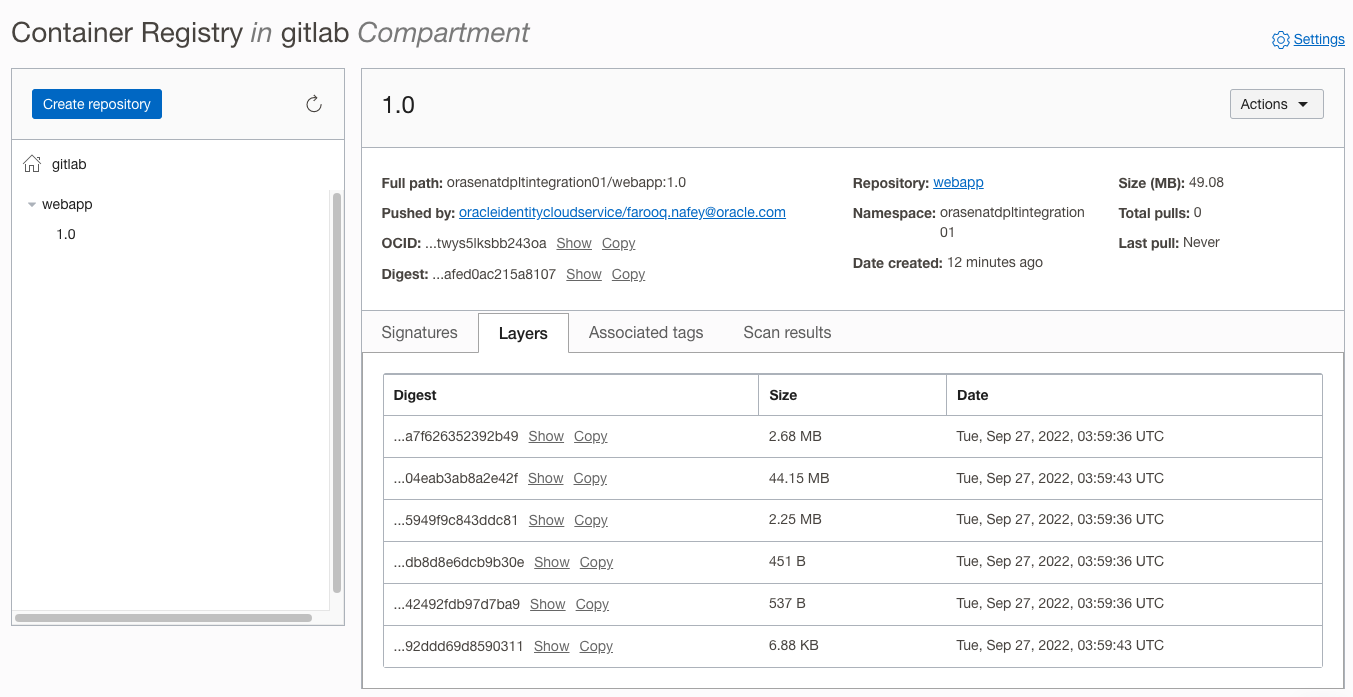 Container Registry in gitlab Compartment
Settings
Create repository
gitlab
webapp
1.0
1.0
Actions
Full path: orasenatdpltintegration01/webapp:1.0
Pushed by: oracleidentitycloudservice/farooq.nafey@oracle.com
OCID: ...twys5lksbb243oa Show Copy
Digest: ...afed0ac215a8107 Show Copy
Repository: webapp
Namespace: orasenatdpltintegration
01
Date created: 12 minutes ago
Size (MB): 49.08
Total pulls: 0
Last pull: Never
Signatures Layers Associated tags Scan results
Digest Size Date
...a7f626352392b49 Show Copy 2.68 MB Tue, Sep 27, 2022, 03:59:36 UTC
...04eab3ab8a2e42f Show Copy 44.15 MB Tue, Sep 27, 2022, 03:59:43 UTC
...5949f9c843ddc81 Show Copy 2.25 MB Tue, Sep 27, 2022, 03:59:36 UTC
...db8d8e6dcb9b30e Show Copy 451 B Tue, Sep 27, 2022, 03:59:36 UTC
...42492fdb97d7ba9 Show Copy 537 B Tue, Sep 27, 2022, 03:59:36 UTC
...92ddd69d8590311 Show Copy 6.88 KB Tue, Sep 27, 2022, 03:59:43 UTC